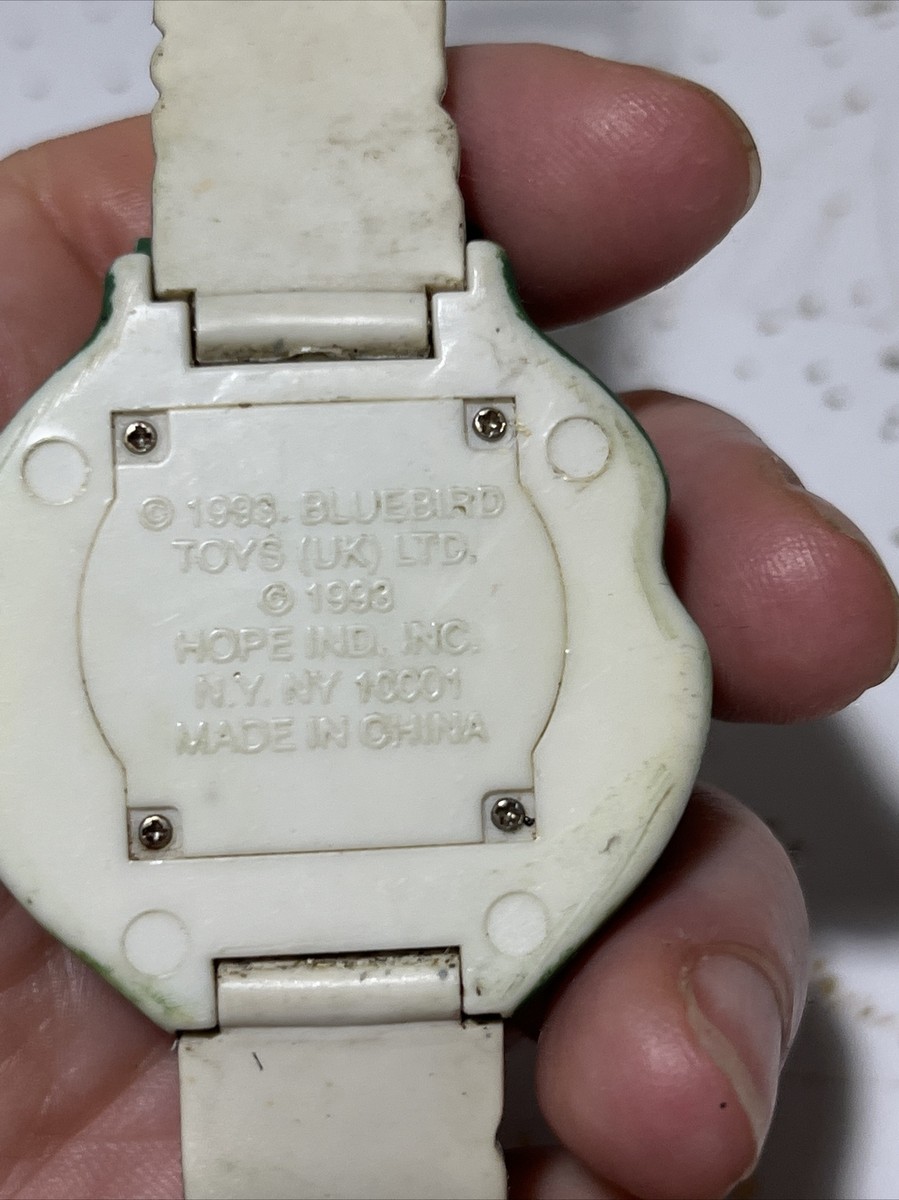 © 1993. BLUEBIRD
TOYS (UK) LTD.
© 1993
HOPE IND. INC.
N.Y. NY 10001
MADE IN CHINA